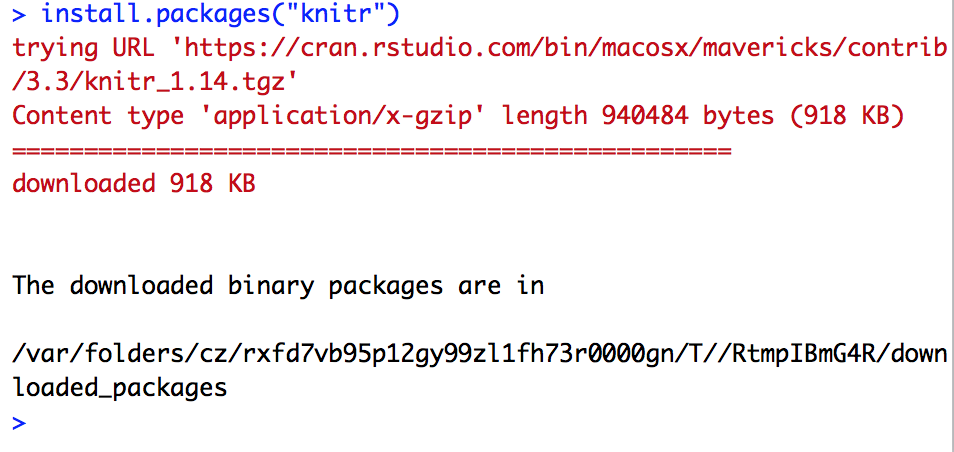 > install.packages("knitr")
trying URL 'https://cran.rstudio.com/bin/macosx/mavericks/contrib
/3.3/knitr_1.14.tgz'
Content type 'application/x-gzip' length 940484 bytes (918 KB)
==================================================
downloaded 918 KB
The downloaded binary packages are in
/var/folders/cz/rxfd7vb95p12gy99zl1fh73r0000gn/T//RtmpIBmG4R/down
loaded_packages
>